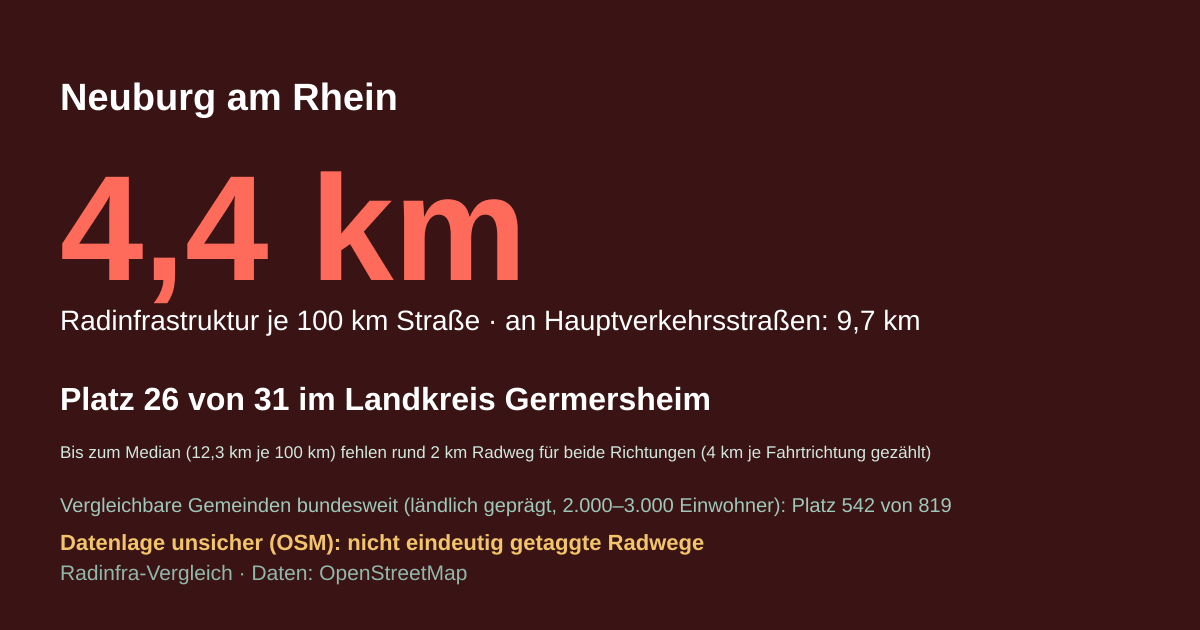 Neuburg am Rhein
4,4 km
Radinfrastruktur je 100 km Straße · an Hauptverkehrsstraßen: 9,7 km
Platz 26 von 31 im Landkreis Germersheim
Bis zum Median (12,3 km je 100 km) fehlen rund 2 km Radweg für beide Richtungen (4 km je Fahrtrichtung gezählt)
Vergleichbare Gemeinden bundesweit (ländlich geprägt, 2.000–3.000 Einwohner): Platz 542 von 819
Datenlage unsicher (OSM): nicht eindeutig getaggte Radwege
Radinfra-Vergleich · Daten: OpenStreetMap